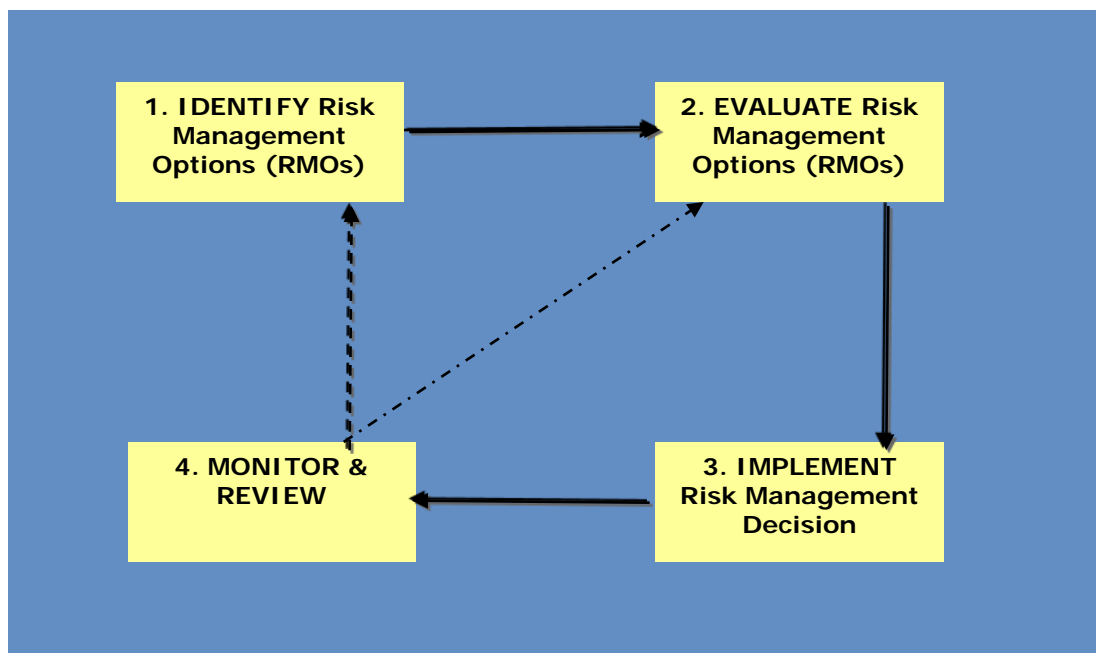 1. IDENTIFY Risk
Management
Options (RMOs)
2. EVALUATE Risk
Management
Options (RMOs)
4. MONITOR &
REVIEW
3. IMPLEMENT
Risk Management
Decision